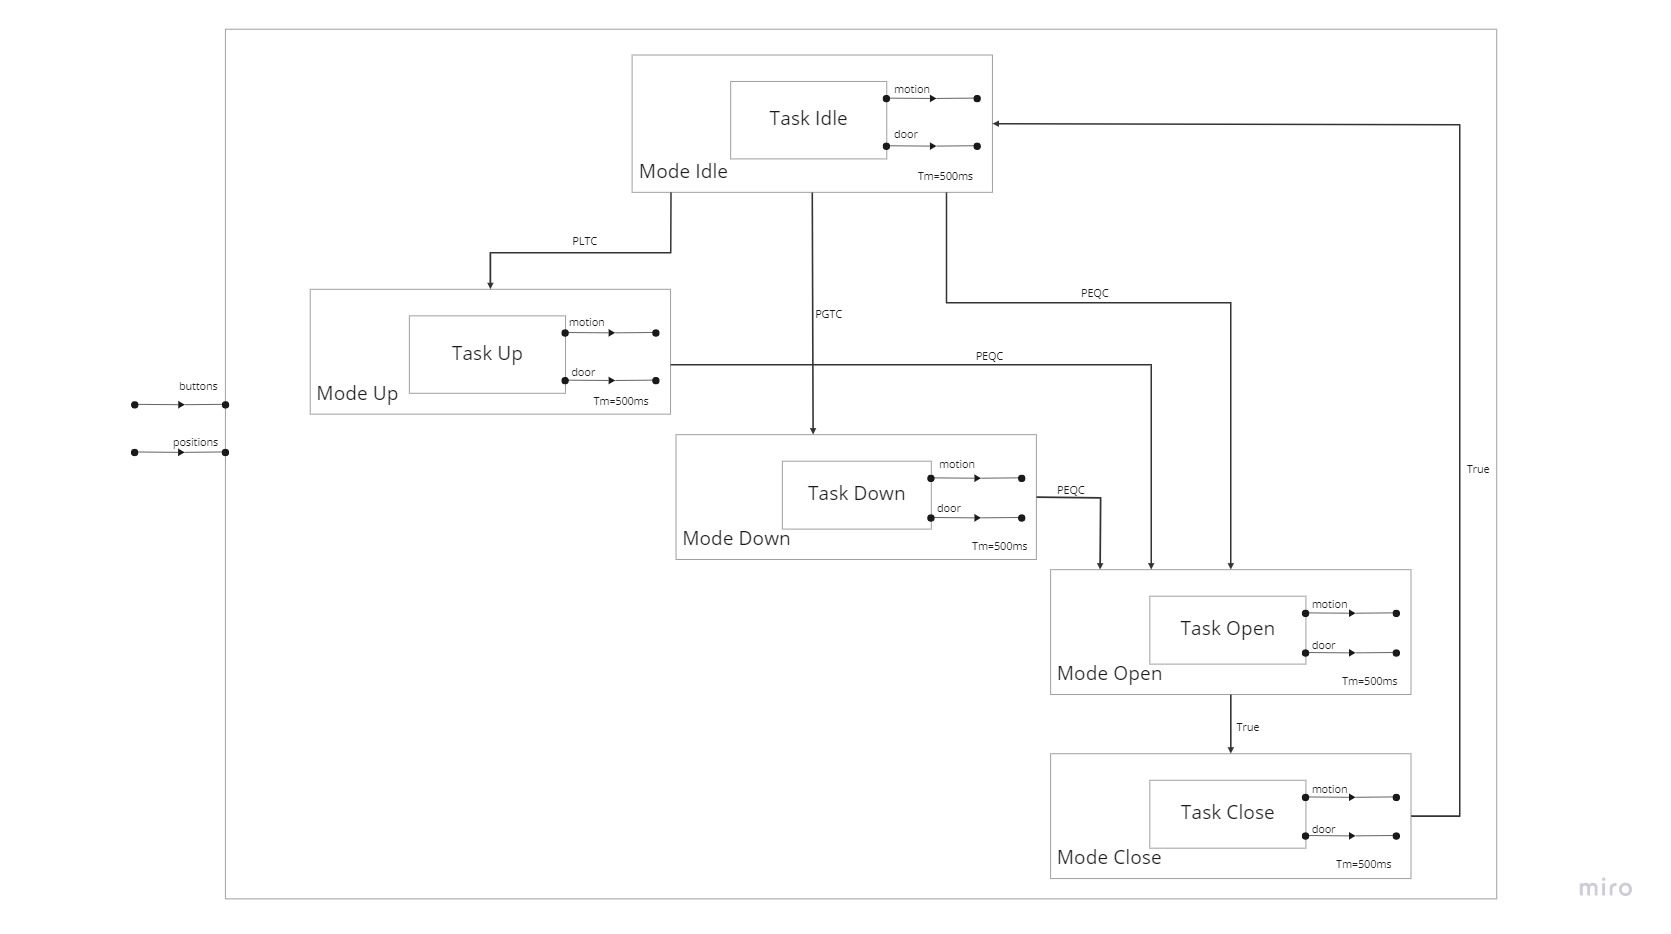 motion
Task Idle
door
Mode Idle
Tm=500ms
PLTC
PEQC
PGTC
motion
Task Up
door
Mode Up
Tm=500ms
PEQC
buttons
positions
motion
Task Down
door
Mode Down
Tm=500ms
PEQC
True
motion
Task Open
door
Mode Open
Tm=500ms
True
motion
Task Close
door
Mode Close
Tm=500ms
miro